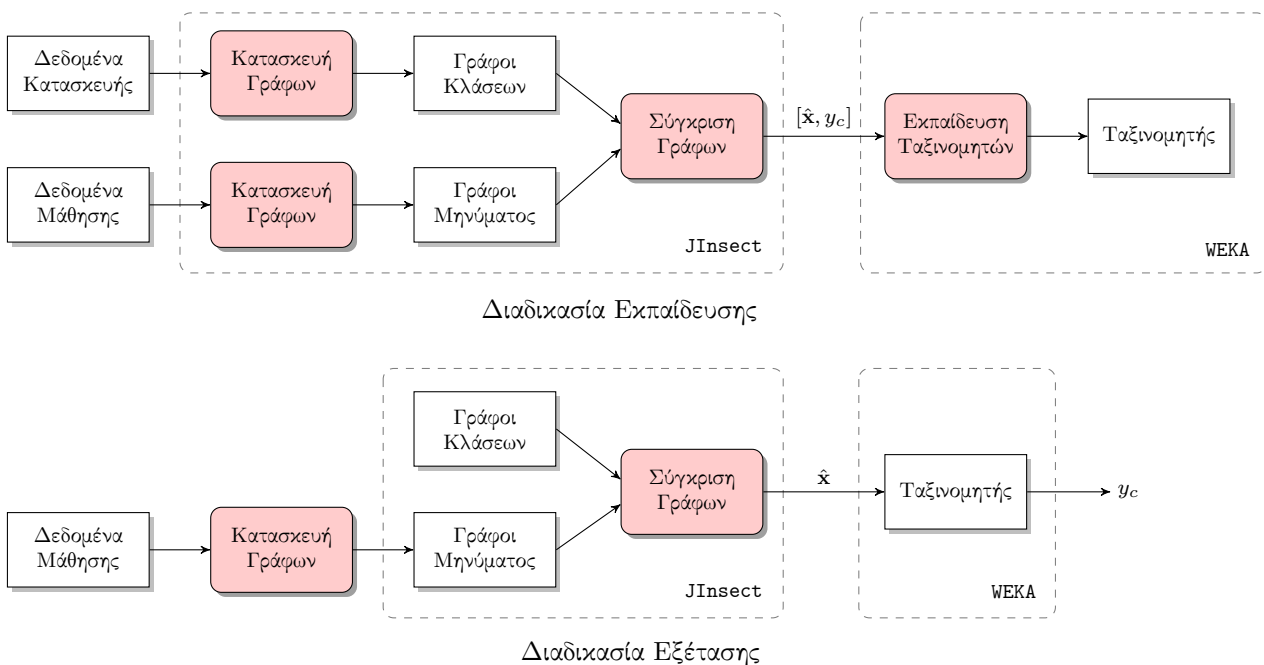 Δεδομένα
Κατασκευής
Κατασκευή
Γράφων
Γράφοι
Κλάσεων
Δεδομένα
Μάθησης
Κατασκευή
Γράφων
Γράφοι
Μηνύματος
Σύγκριση
Γράφων
[x̂, y_c]
Εκπαίδευση
Ταξινομητών
Ταξινομητής
JInsect
WEKA
Διαδικασία Εκπαίδευσης
Γράφοι
Κλάσεων
Δεδομένα
Μάθησης
Κατασκευή
Γράφων
Γράφοι
Μηνύματος
Σύγκριση
Γράφων
x̂
Ταξινομητής
y_c
JInsect
WEKA
Διαδικασία Εξέτασης